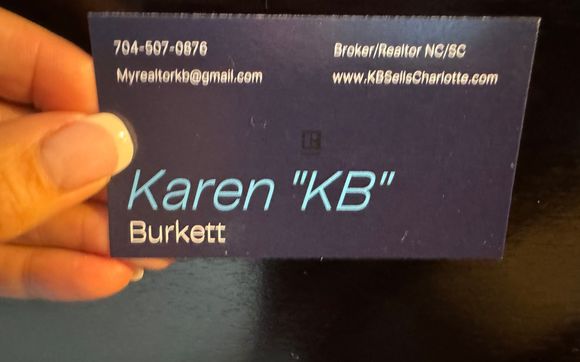 704-507-0876 Broker/Realtor NC/SC
Myrealtorkb@gmail.com www.KBSellsCharlotte.com
Karen "KB"
Burkett